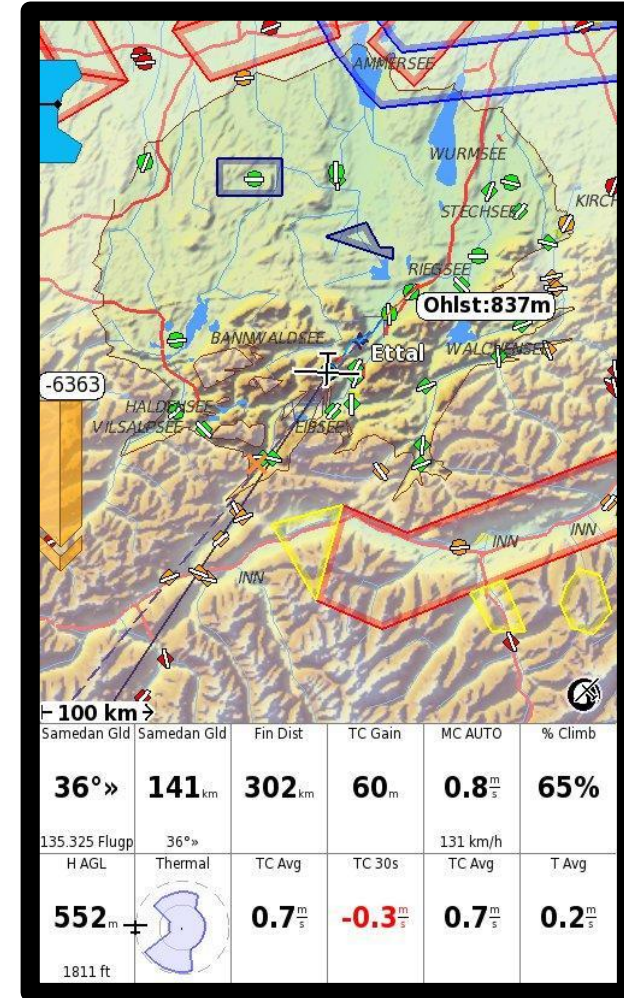 AMMERSEE
WURMSEE
KIRCH
STECHSEE
RIEGSEE
Ohlst:837m
BANNWALDSEE
Ettal
WALCHENSEE
-6363
HALDENSEE
VILSALPSEE
EIBSEE
INN
INN
INN
100 km
Samedan Gld Samedan Gld Fin Dist TC Gain MC AUTO % Climb
36°» 141km 302km 60m 0.8m/s 65%
135.325 Flugp 36°» 131 km/h
H AGL Thermal TC Avg TC 30s TC Avg T Avg
552m 0.7m/s -0.3m/s 0.7m/s 0.2m/s
1811 ft